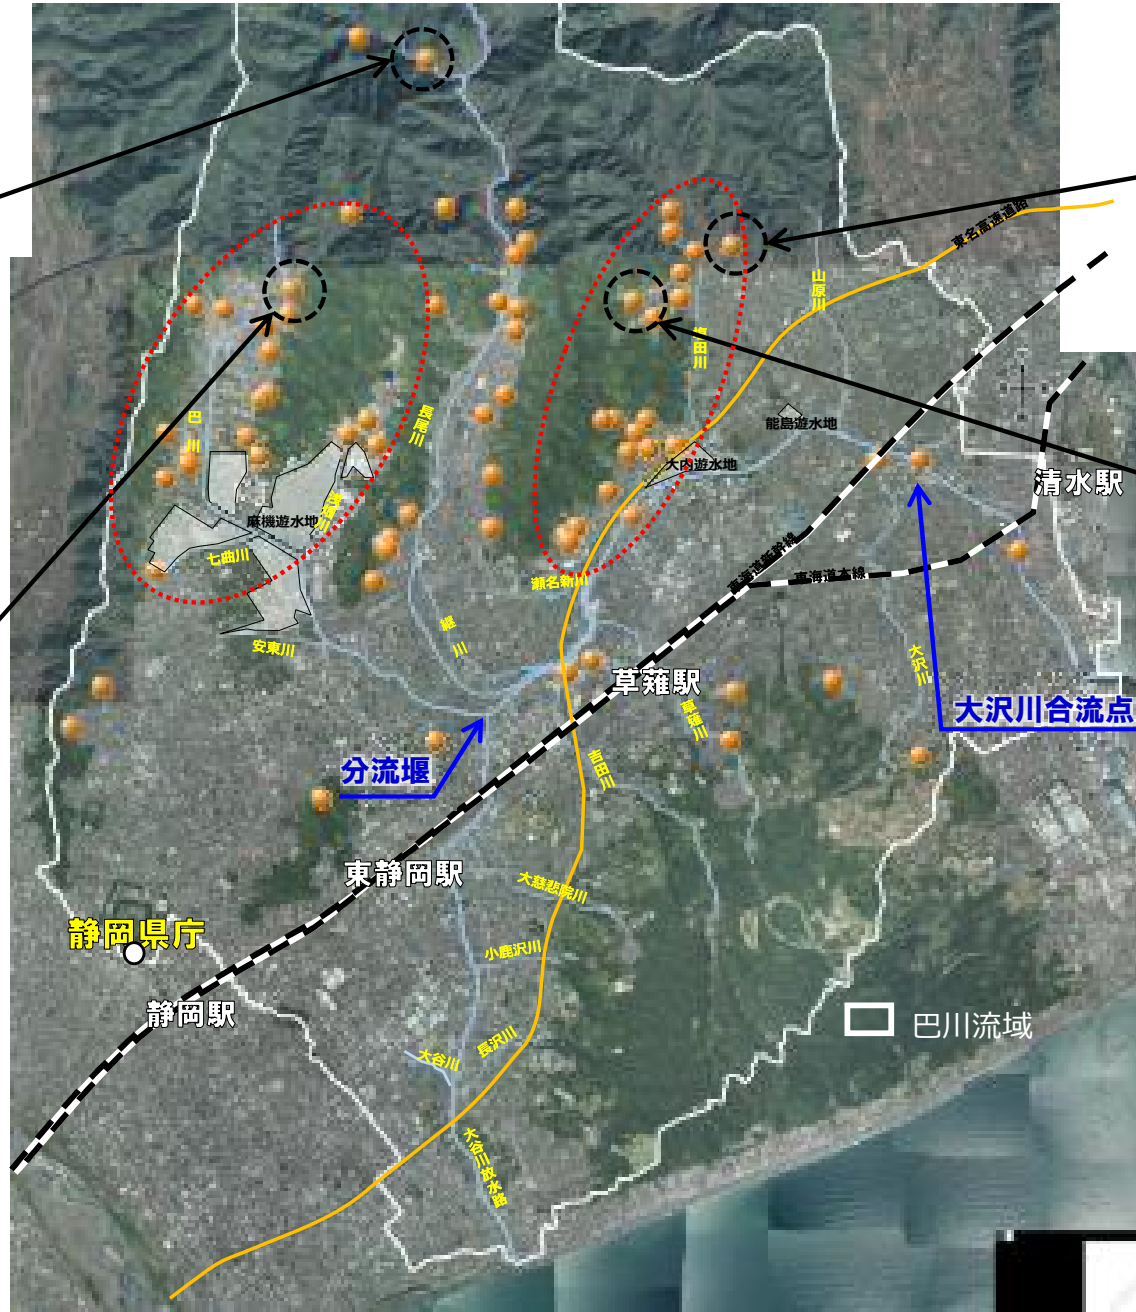 東名高速道路
山原川
塩田川
能島遊水地
大内遊水地
巴川
長尾川
麻機遊水地
七曲川
清水駅
東海道新幹線
東海道本線
瀬名新川
継川
安東川
大沢川
草薙駅
草薙川
大沢川合流点
分流堰
吉田川
東静岡駅
大慈悲院川
静岡県庁
小鹿沢川
静岡駅
巴川流域
長沢川
大谷川
大谷川放水路